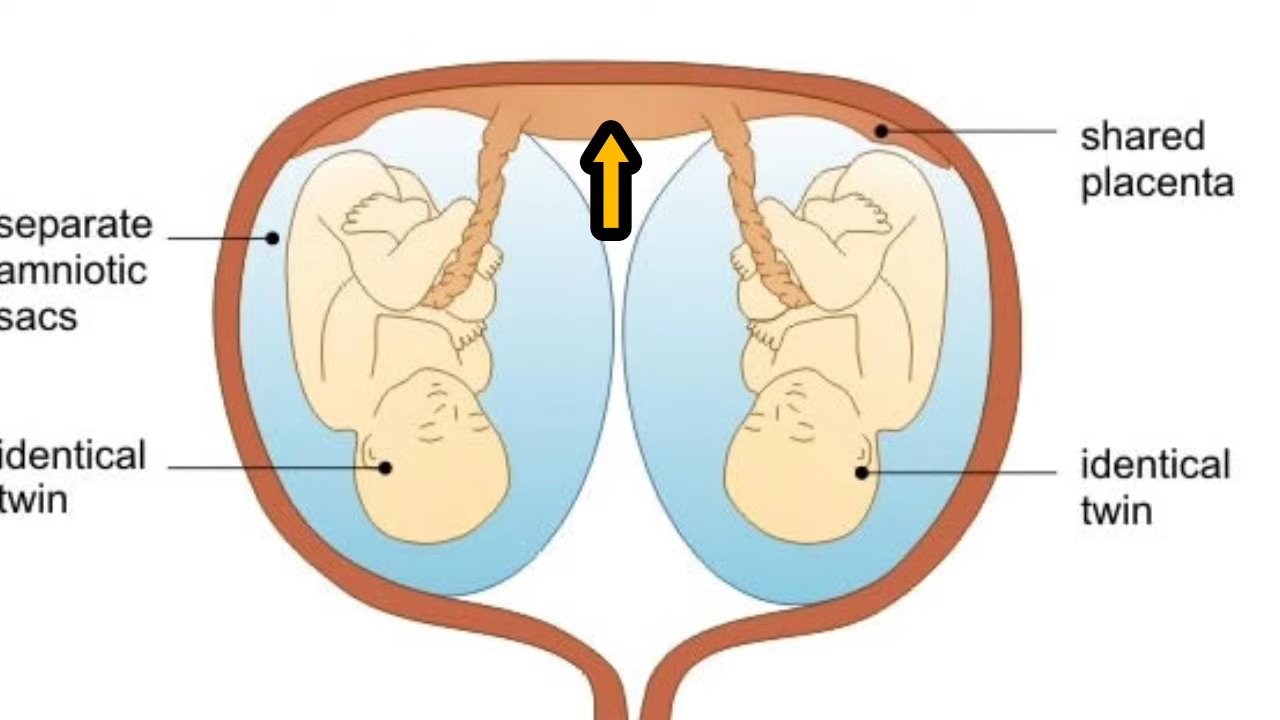 shared
placenta
separate
amniotic
sacs
identical
twin
identical
twin